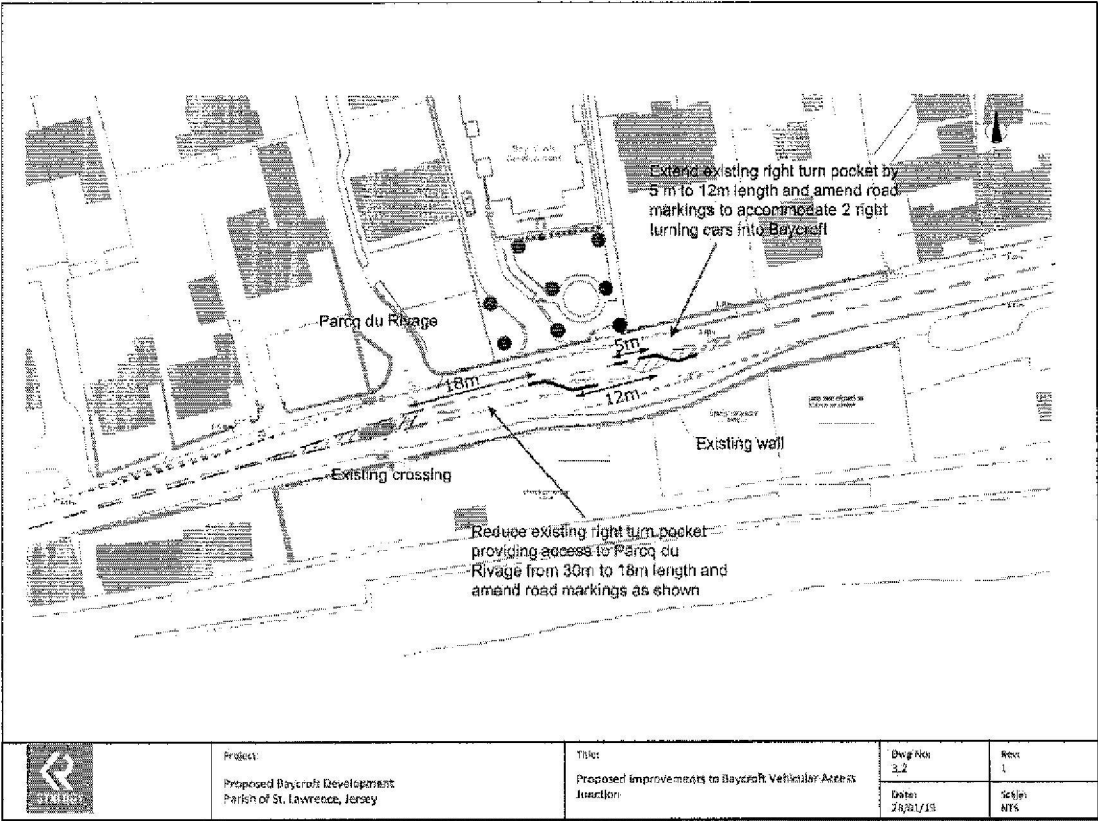 Extend existing right turn pocket by
5 m to 12m length and amend road
markings to accommodate 2 right
turning cars into Baycroft
Parcq du Rivage
5m
18m
12m
Existing wall
Existing crossing
Reduce existing right turn pocket
providing access to Parcq du
Rivage from 30m to 18m length and
amend road markings as shown
Project:
Proposed Baycroft Development
Parish of St. Lawrence, Jersey
Title:
Proposed Improvements to Baycroft Vehicular Access
Junction
Dwg No:
3.2
Rev:
1
Date:
Scale:
NTS